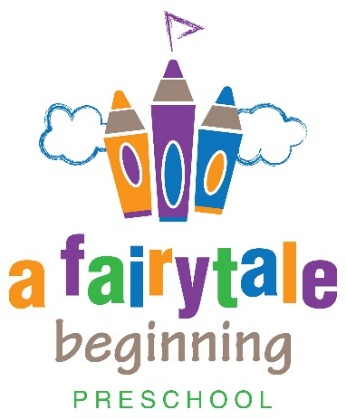 a fairytale
beginning
PRESCHOOL